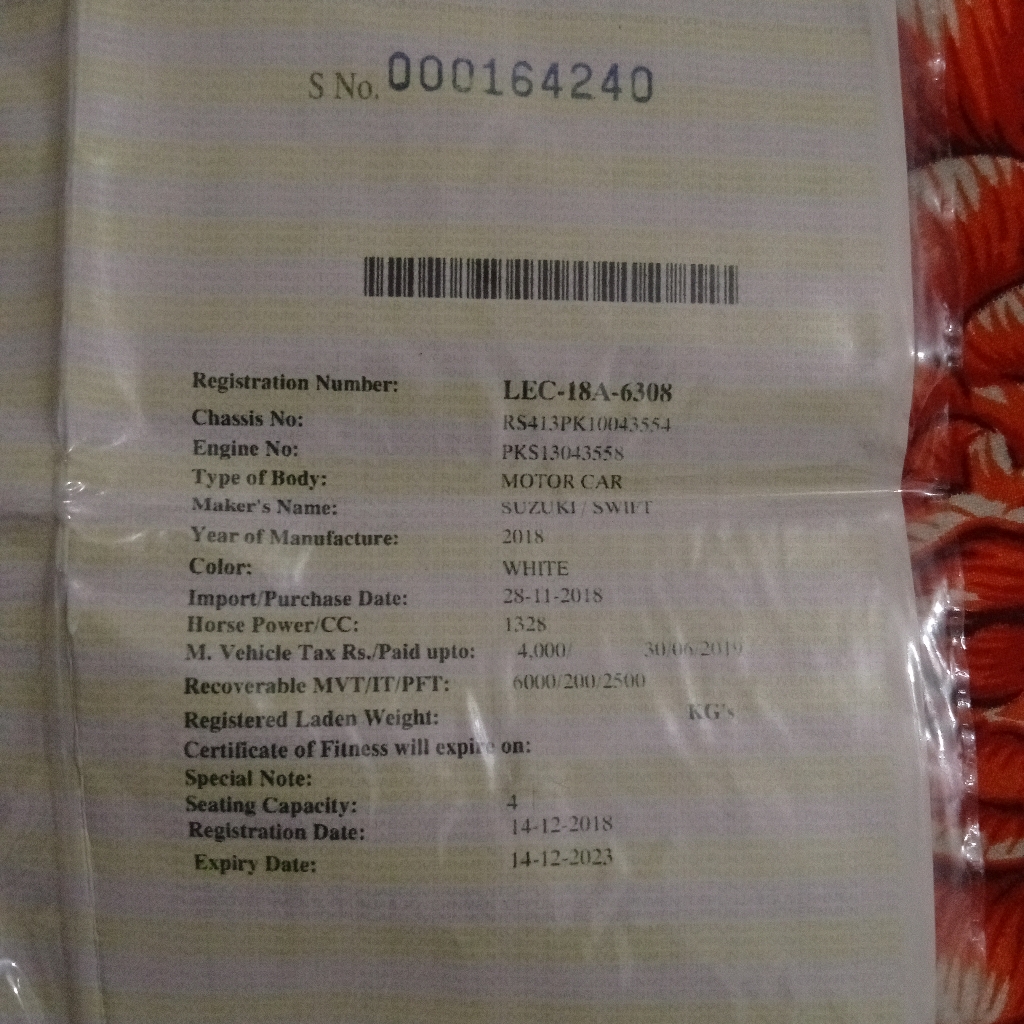 S No. 000164240
Registration Number: LEC-18A-6308
Chassis No: RS413PK10043554
Engine No: PKS13043558
Type of Body: MOTOR CAR
Maker's Name: SUZUKI / SWIFT
Year of Manufacture: 2018
Color: WHITE
Import/Purchase Date: 28-11-2018
Horse Power/CC: 1328
M. Vehicle Tax Rs./Paid upto: 4,000/ 30/06/2019
Recoverable MVT/IT/PFT: 6000/200/2500
Registered Laden Weight: KG's
Certificate of Fitness will expire on:
Special Note:
Seating Capacity: 4
Registration Date: 14-12-2018
Expiry Date: 14-12-2023